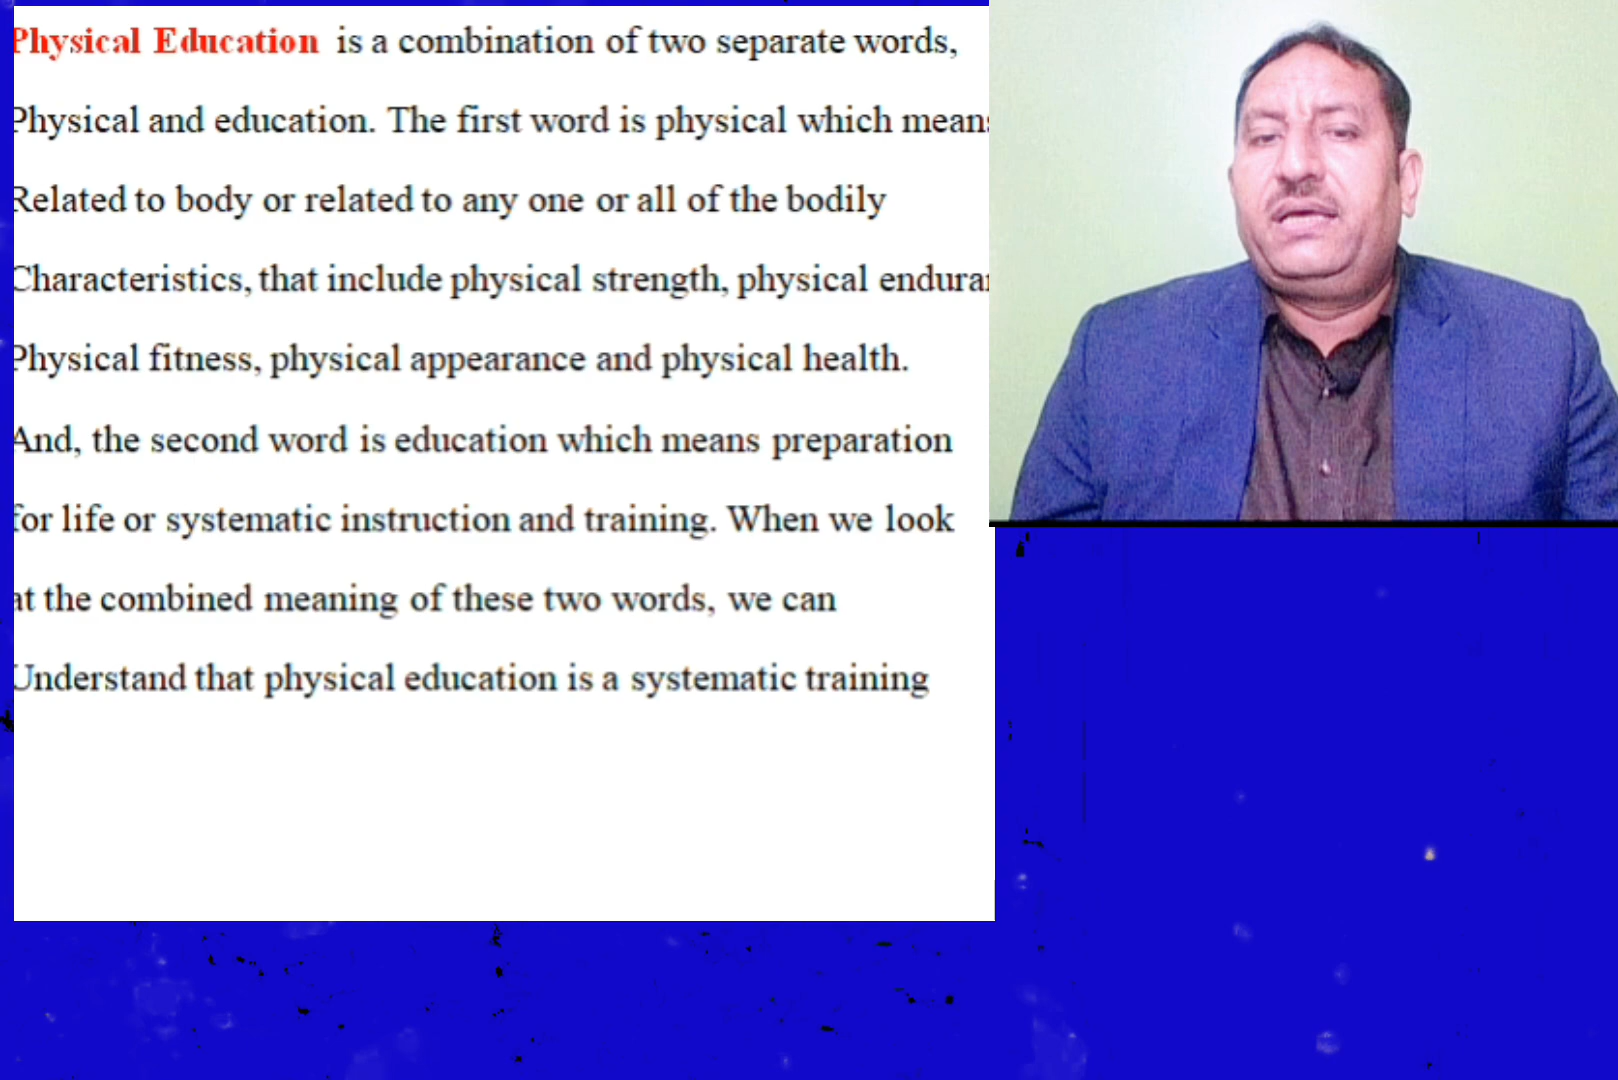 Physical Education is a combination of two separate words,
Physical and education. The first word is physical which means
Related to body or related to any one or all of the bodily
Characteristics, that include physical strength, physical
Physical fitness, physical appearance and physical health.
And, the second word is education which means preparation
for life or systematic instruction and training. When we look
at the combined meaning of these two words, we can
Understand that physical education is a systematic training